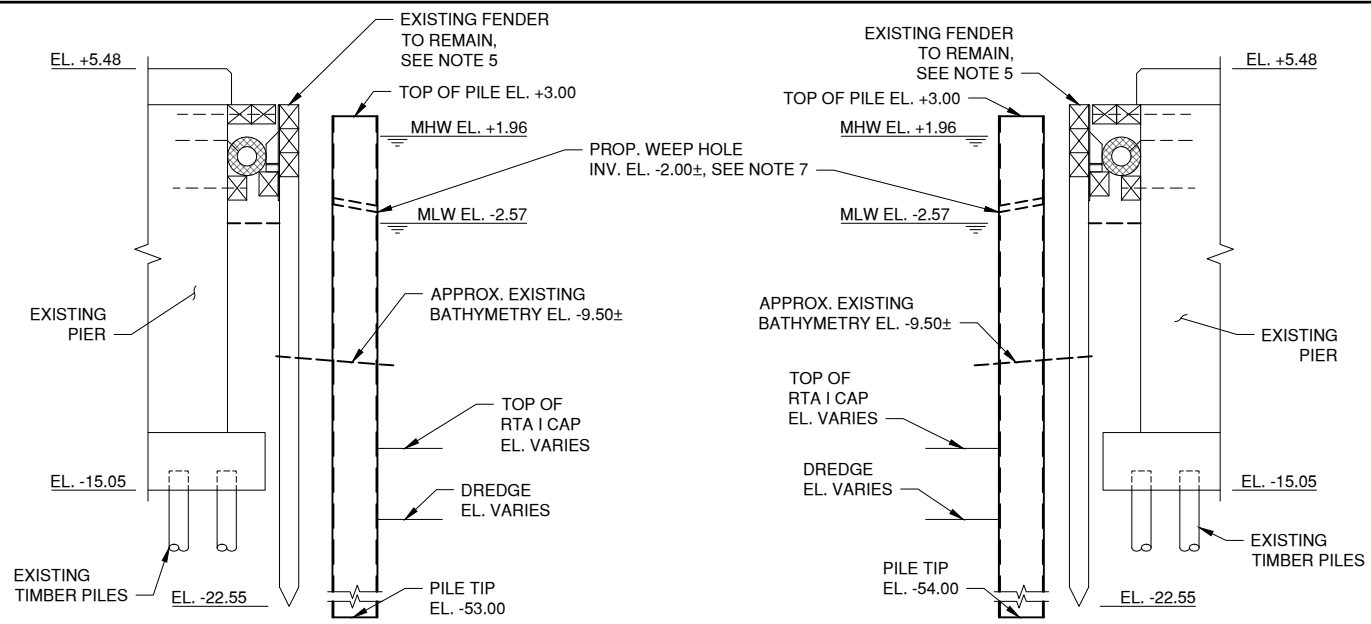 EXISTING FENDER
TO REMAIN,
SEE NOTE 5
EL. +5.48
TOP OF PILE EL. +3.00
MHW EL. +1.96
PROP. WEEP HOLE
INV. EL. -2.00±, SEE NOTE 7
MLW EL. -2.57
APPROX. EXISTING
BATHYMETRY EL. -9.50±
EXISTING
PIER
TOP OF
RTA I CAP
EL. VARIES
EL. -15.05
DREDGE
EL. VARIES
EXISTING
TIMBER PILES
EL. -22.55
PILE TIP
EL. -53.00
EXISTING FENDER
TO REMAIN,
SEE NOTE 5
EL. +5.48
TOP OF PILE EL. +3.00
MHW EL. +1.96
MLW EL. -2.57
APPROX. EXISTING
BATHYMETRY EL. -9.50±
EXISTING
PIER
TOP OF
RTA I CAP
EL. VARIES
DREDGE
EL. VARIES
EL. -15.05
EXISTING
TIMBER PILES
PILE TIP
EL. -54.00
EL. -22.55